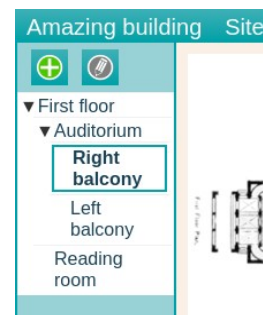 Amazing building Site
First floor
Auditorium
Right
balcony
Left
balcony
Reading
room